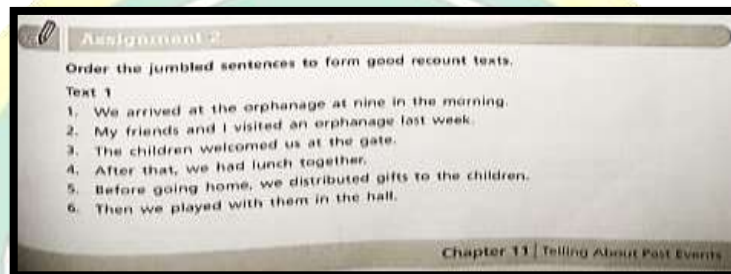 Assignment 2
Order the jumbled sentences to form good recount texts.
Text 1
1. We arrived at the orphanage at nine in the morning.
2. My friends and I visited an orphanage last week.
3. The children welcomed us at the gate.
4. After that, we had lunch together.
5. Before going home, we distributed gifts to the children.
6. Then we played with them in the hall.
Chapter 11 | Telling About Past Events